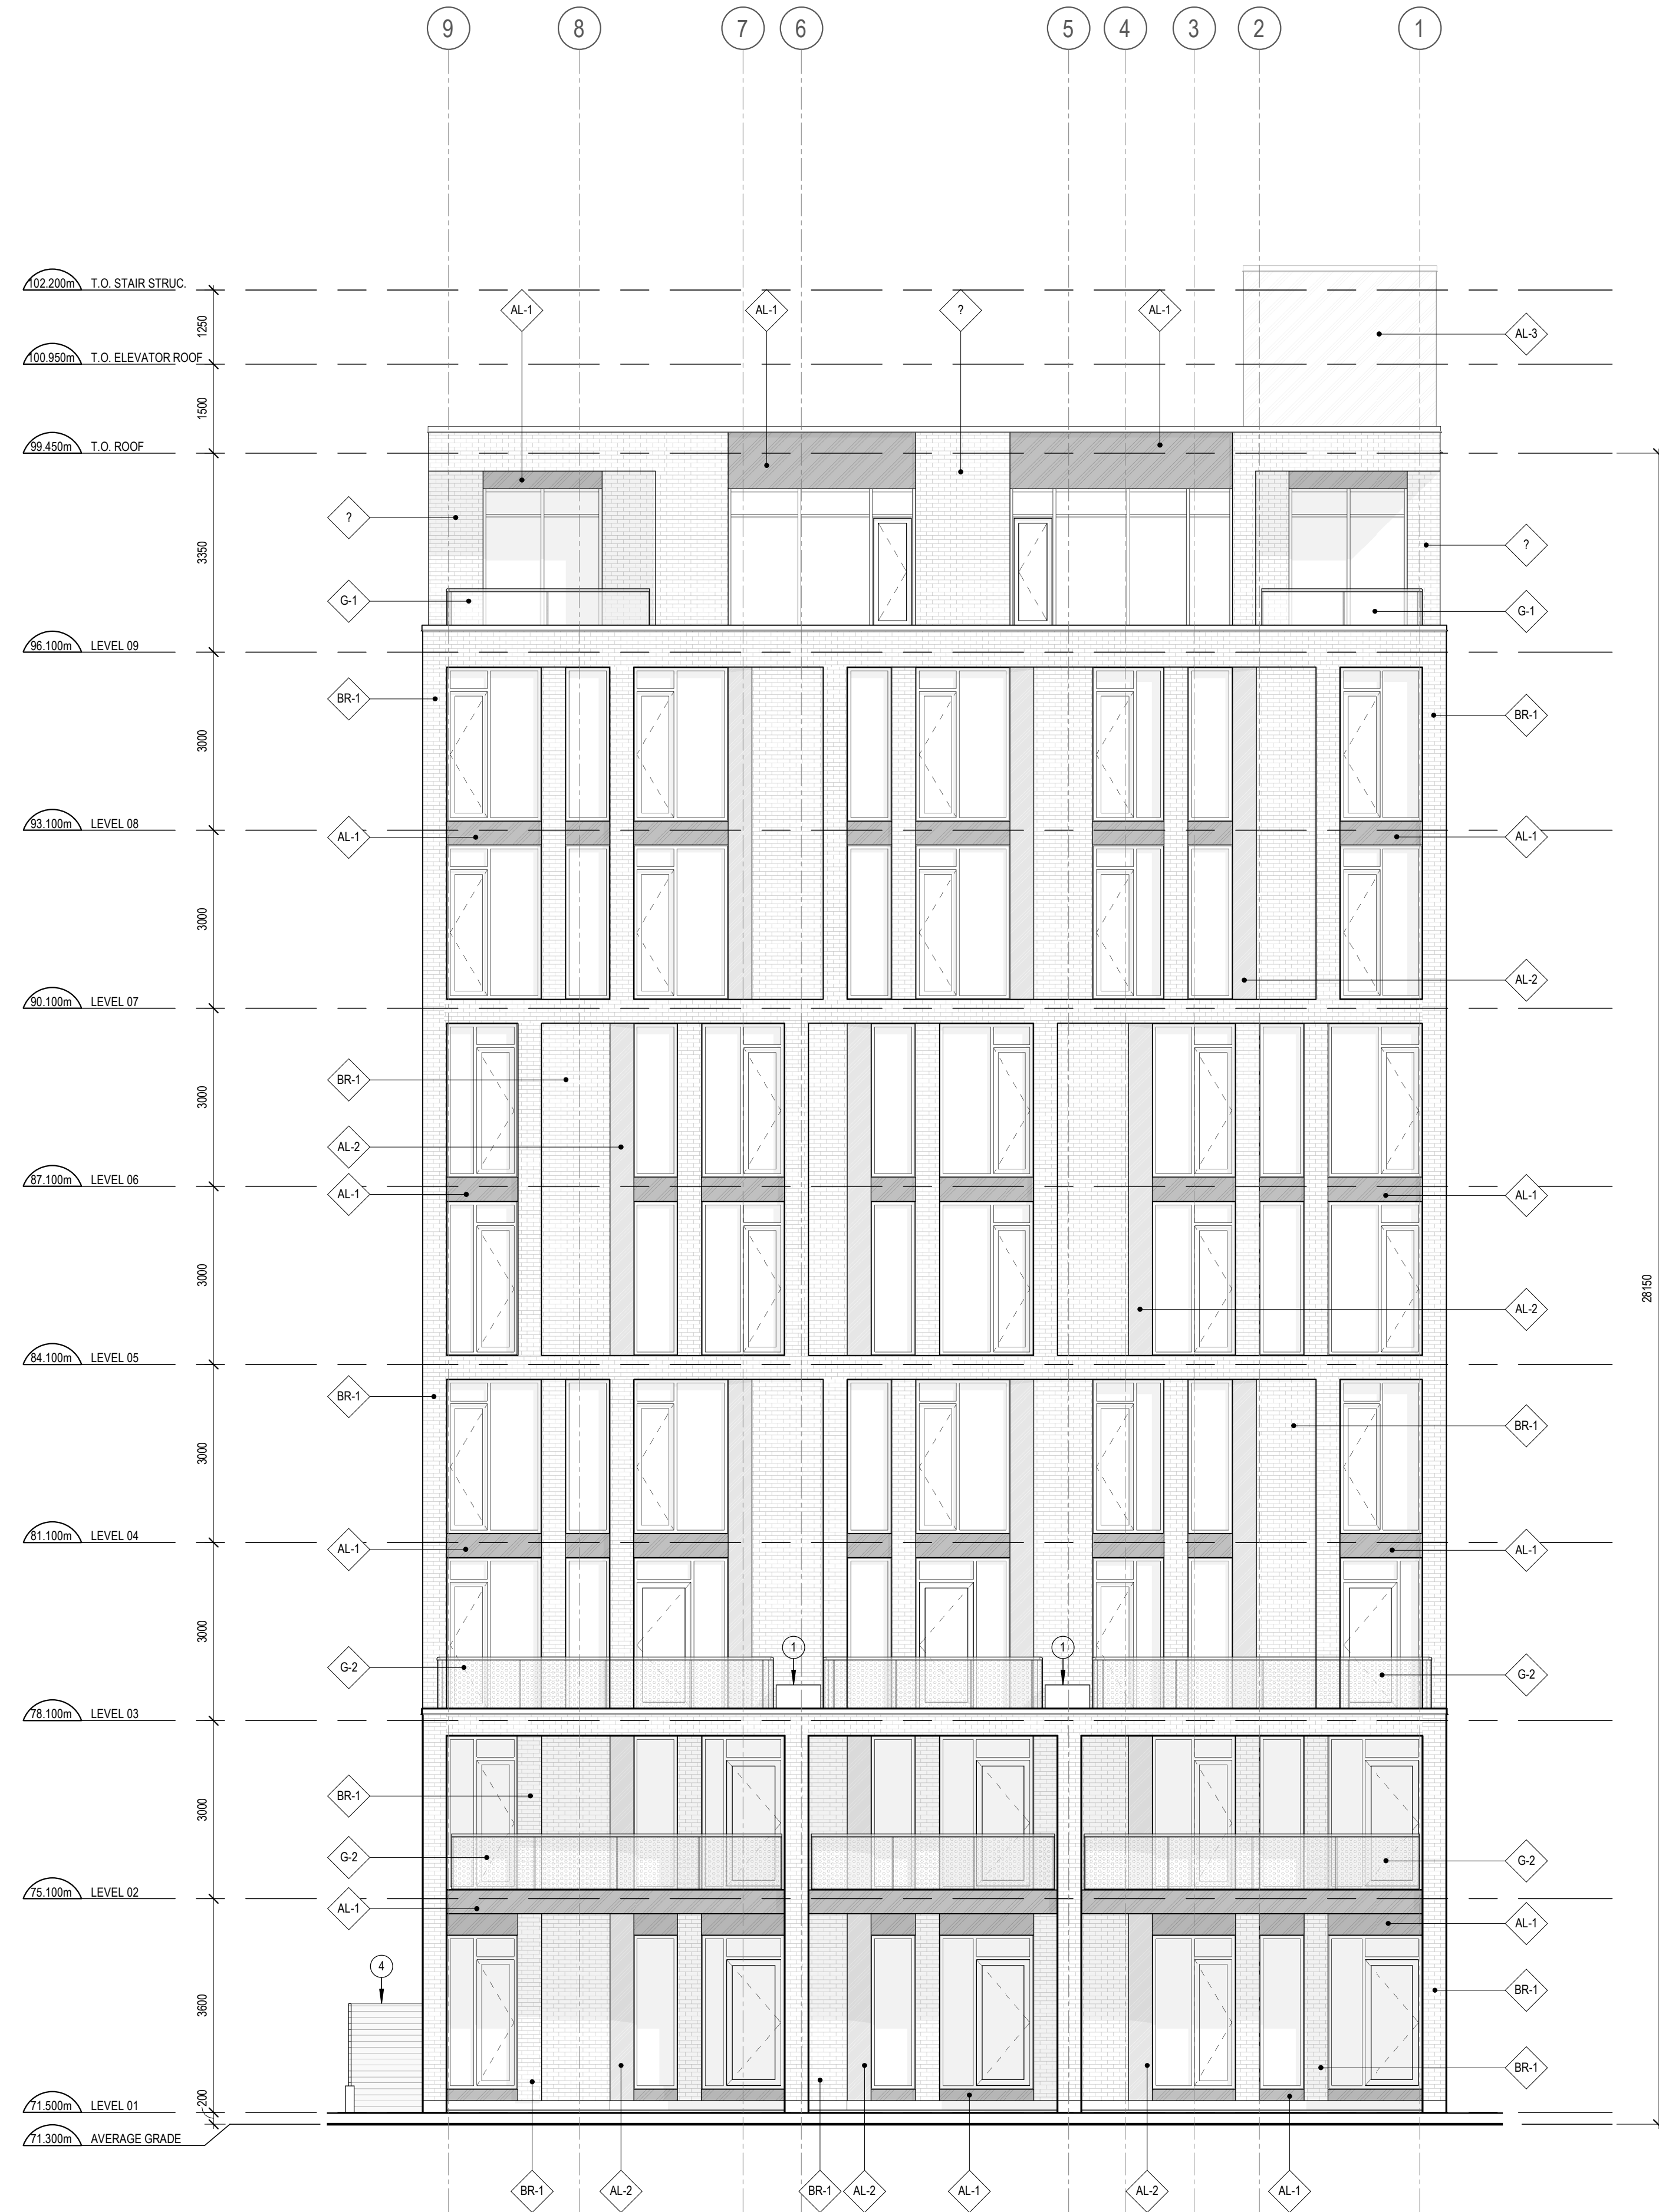 9 8 7 6 5 4 3 2 1
102.200m T.O. STAIR STRUC.
AL-1 AL-1 ? AL-1
1250
AL-3
100.950m T.O. ELEVATOR ROOF
1500
99.450m T.O. ROOF
?
?
3350
G-1
G-1
96.100m LEVEL 09
BR-1
BR-1
3000
93.100m LEVEL 08
AL-1
AL-1
3000
AL-2
90.100m LEVEL 07
BR-1
3000
AL-2
87.100m LEVEL 06
AL-1
AL-1
3000
28150
AL-2
84.100m LEVEL 05
BR-1
BR-1
3000
81.100m LEVEL 04
AL-1
AL-1
3000
1 1
G-2
G-2
78.100m LEVEL 03
BR-1
3000
G-2
G-2
75.100m LEVEL 02
AL-1
AL-1
4
BR-1
3600
BR-1
200
71.500m LEVEL 01
71.300m AVERAGE GRADE
BR-1 AL-2 BR-1 AL-2 AL-1 AL-2 AL-1